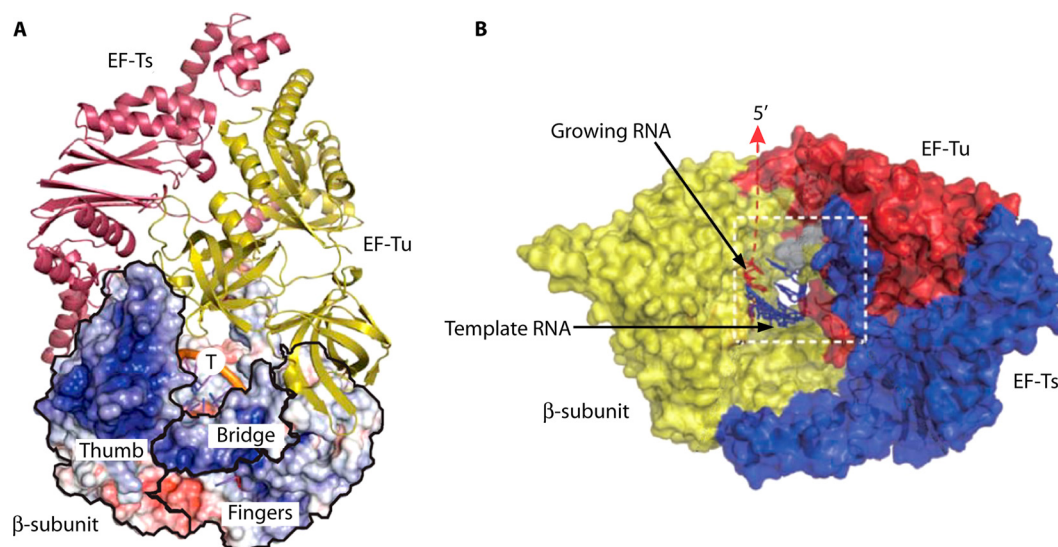 A
EF-Ts
EF-Tu
T
Thumb
Bridge
β-subunit
Fingers
B
5′
Growing RNA
EF-Tu
Template RNA
EF-Ts
β-subunit